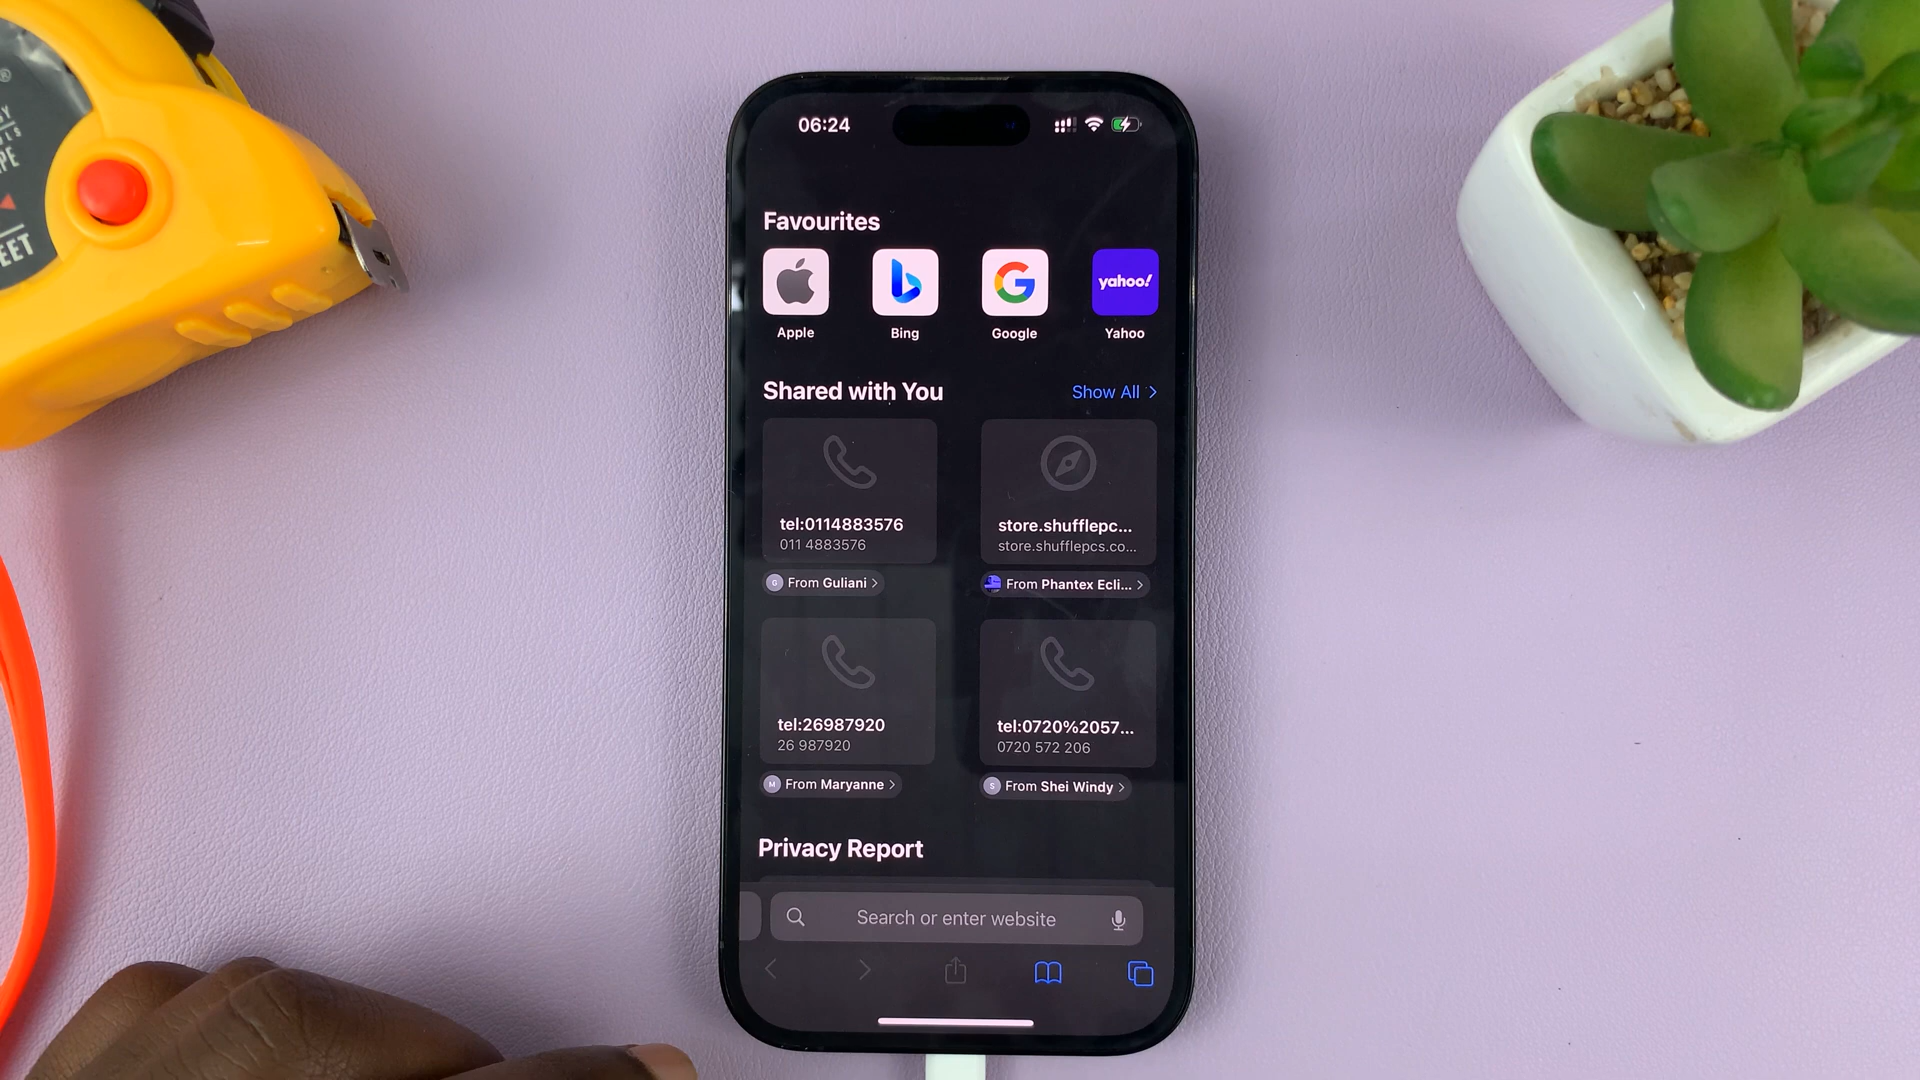 EET
06:24
Favourites
yahoo!
Apple
Bing
Google
Yahoo
Shared with You
Show All
tel:0114883576
011 4883576
From Guliani
store.shufflepc...
store.shufflepcs.co...
From Phantex Ecli...
tel:26987920
26 987920
M From Maryanne
tel:0720%2057...
0720 572 206
S From Shei Windy
Privacy Report
Search or enter website